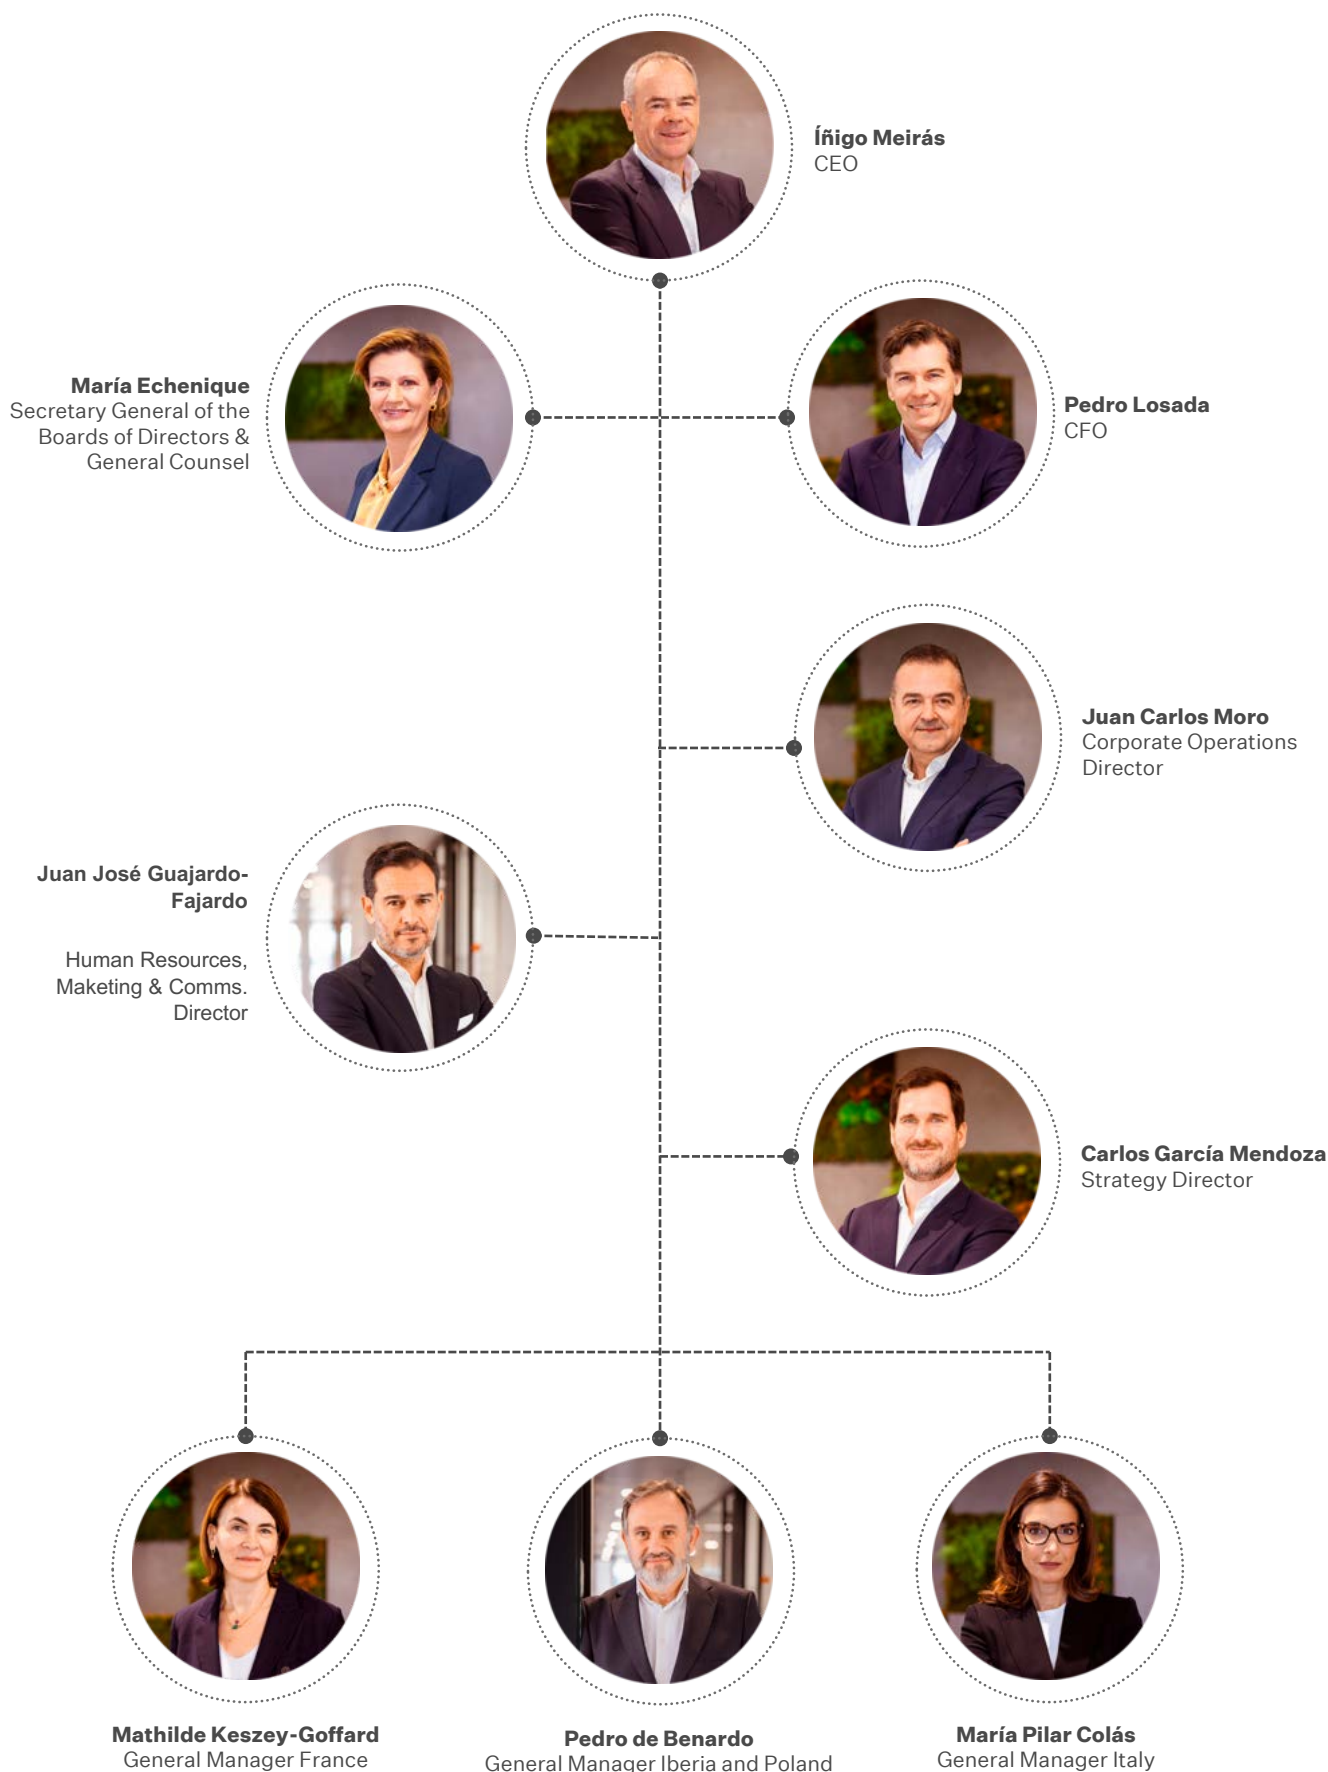 Íñigo Meirás
CEO
María Echenique
Secretary General of the
Boards of Directors &
General Counsel
Pedro Losada
CFO
Juan Carlos Moro
Corporate Operations
Director
Juan José Guajardo-
Fajardo
Human Resources,
Maketing & Comms.
Director
Carlos García Mendoza
Strategy Director
Mathilde Keszey-Goffard
General Manager France
Pedro de Benardo
General Manager Iberia and Poland
María Pilar Colás
General Manager Italy